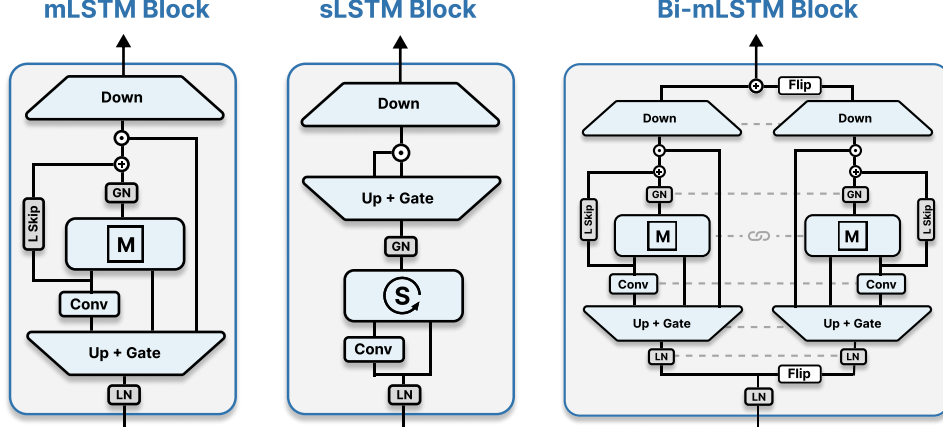 mLSTM Block
Down
GN
L Skip
M
Conv
Up + Gate
LN
sLSTM Block
Down
Up + Gate
GN
S
Conv
LN
Bi-mLSTM Block
Flip
Down
Down
GN
GN
L Skip
L Skip
M
M
Conv
Conv
Up + Gate
Up + Gate
LN
LN
Flip
LN